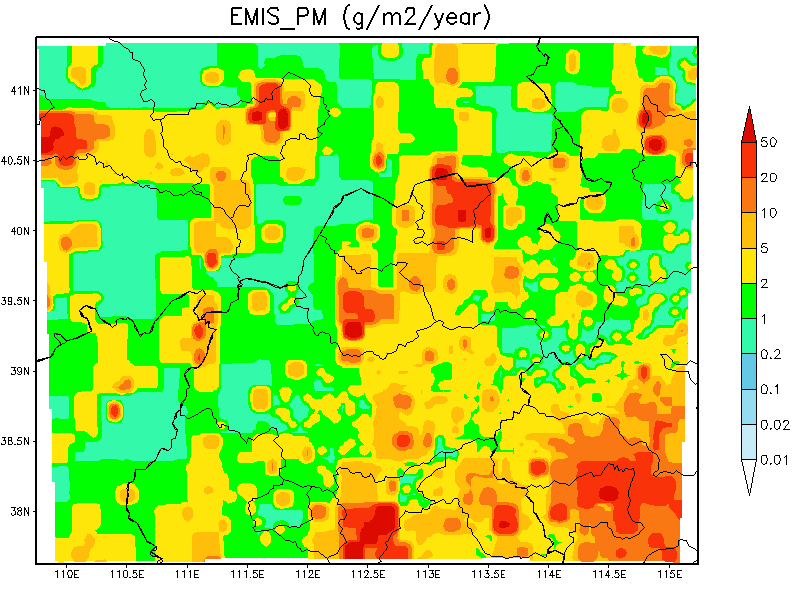 EMIS_PM (g/m2/year)
41N
40.5N
40N
39.5N
39N
38.5N
38N
110E
110.5E
111E
111.5E
112E
112.5E
113E
113.5E
114E
114.5E
115E
50
20
10
5
2
1
0.2
0.1
0.02
0.01